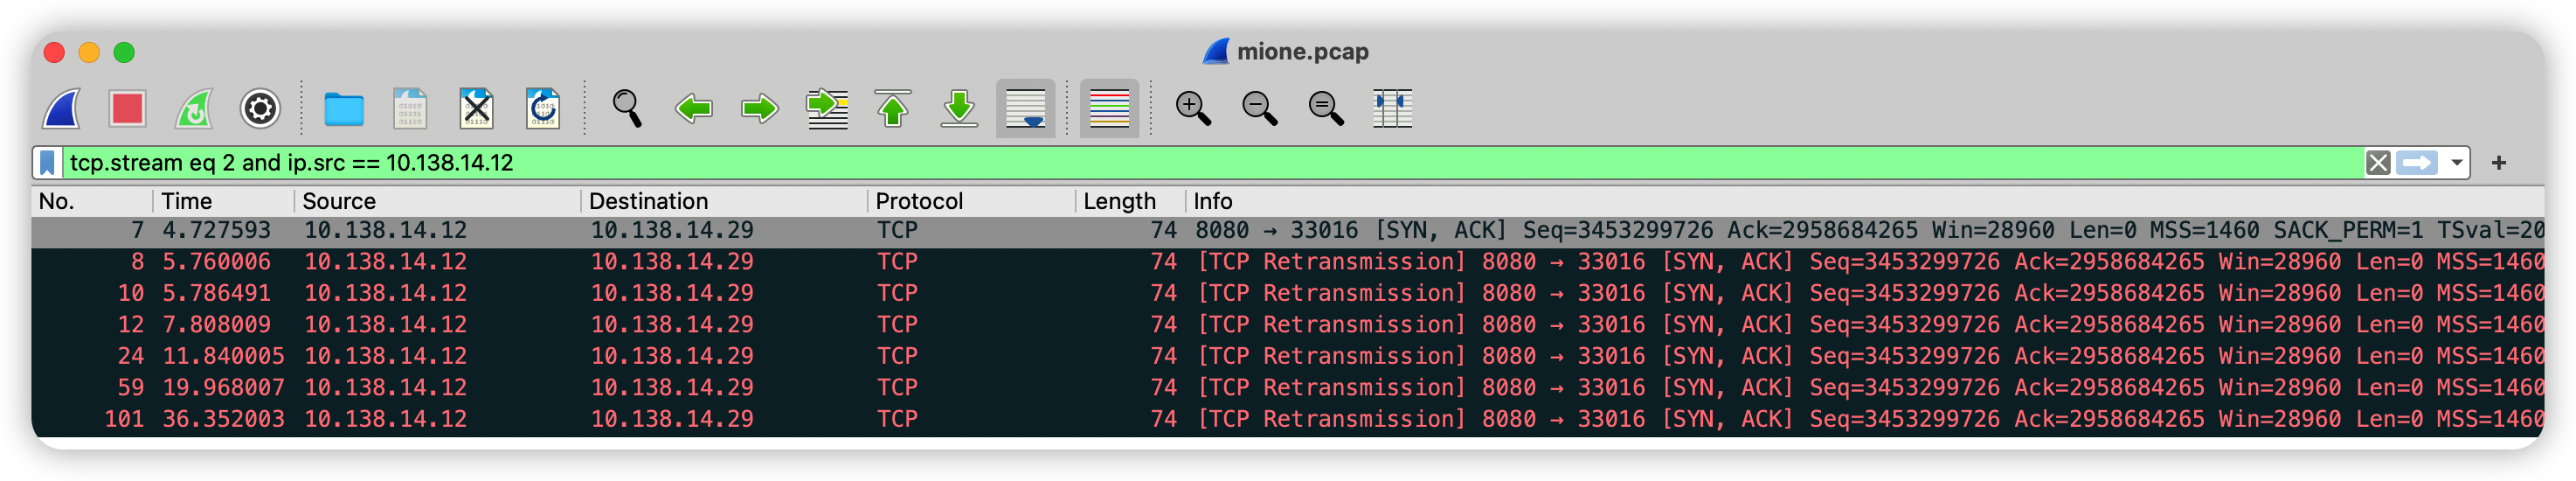 mione.pcap
tcp.stream eq 2 and ip.src == 10.138.14.12
No. Time Source Destination Protocol Length Info
7 4.727593 10.138.14.12 10.138.14.29 TCP 74 8080 → 33016 [SYN, ACK] Seq=3453299726 Ack=2958684265 Win=28960 Len=0 MSS=1460 SACK_PERM=1 TSval=20
8 5.760006 10.138.14.12 10.138.14.29 TCP 74 [TCP Retransmission] 8080 → 33016 [SYN, ACK] Seq=3453299726 Ack=2958684265 Win=28960 Len=0 MSS=1460
10 5.786491 10.138.14.12 10.138.14.29 TCP 74 [TCP Retransmission] 8080 → 33016 [SYN, ACK] Seq=3453299726 Ack=2958684265 Win=28960 Len=0 MSS=1460
12 7.808009 10.138.14.12 10.138.14.29 TCP 74 [TCP Retransmission] 8080 → 33016 [SYN, ACK] Seq=3453299726 Ack=2958684265 Win=28960 Len=0 MSS=1460
24 11.840005 10.138.14.12 10.138.14.29 TCP 74 [TCP Retransmission] 8080 → 33016 [SYN, ACK] Seq=3453299726 Ack=2958684265 Win=28960 Len=0 MSS=1460
59 19.968007 10.138.14.12 10.138.14.29 TCP 74 [TCP Retransmission] 8080 → 33016 [SYN, ACK] Seq=3453299726 Ack=2958684265 Win=28960 Len=0 MSS=1460
101 36.352003 10.138.14.12 10.138.14.29 TCP 74 [TCP Retransmission] 8080 → 33016 [SYN, ACK] Seq=3453299726 Ack=2958684265 Win=28960 Len=0 MSS=1460